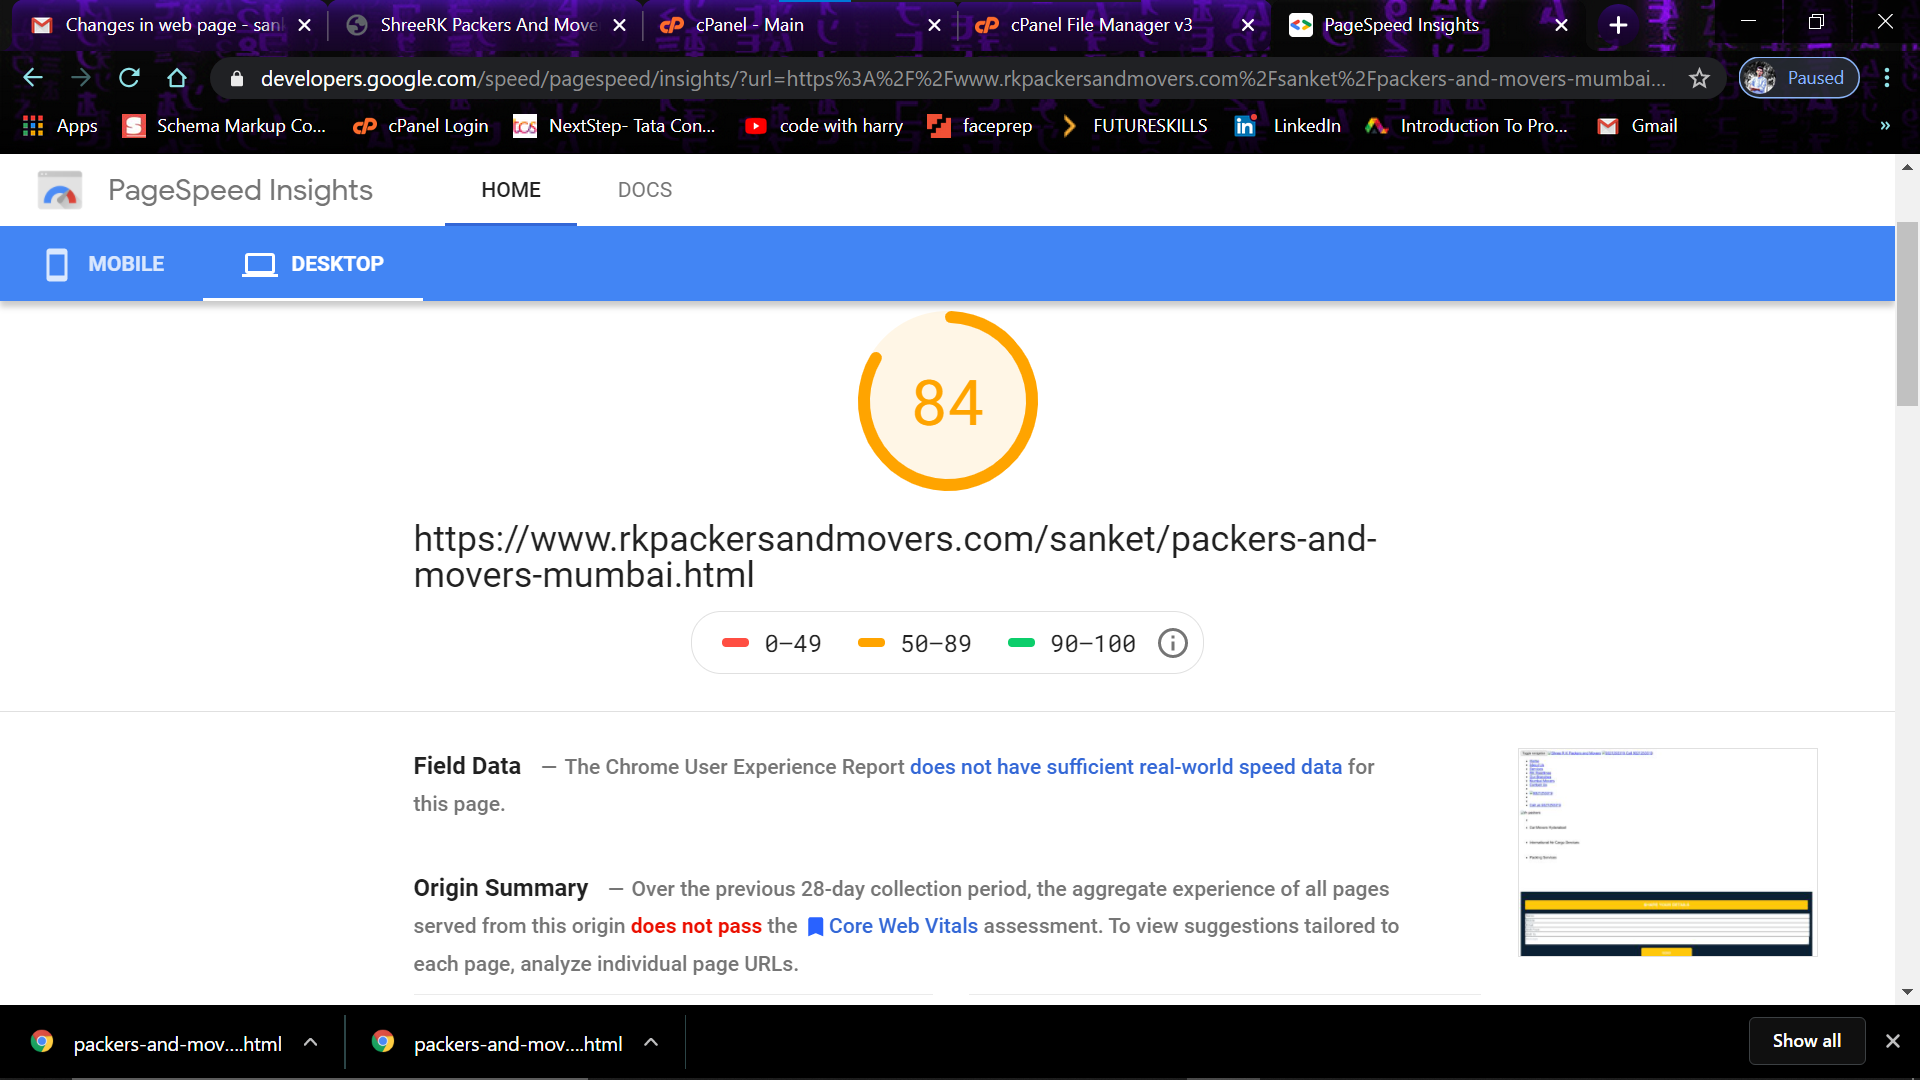 Changes in web page - san
ShreeRK Packers And Move
cPanel - Main
cPanel File Manager v3
PageSpeed Insights
developers.google.com/speed/pagespeed/insights/?url=https%3A%2F%2Fwww.rkpackersandmovers.com%2Fsanket%2Fpackers-and-movers-mumbai...
Paused
Apps
Schema Markup Co...
cPanel Login
NextStep- Tata Con...
code with harry
faceprep
FUTURESKILLS
LinkedIn
Introduction To Pro...
Gmail
»
PageSpeed Insights
HOME
DOCS
MOBILE
DESKTOP
84
https://www.rkpackersandmovers.com/sanket/packers-and-
movers-mumbai.html
0–49
50–89
90–100
Field Data — The Chrome User Experience Report does not have sufficient real-world speed data for
this page.
Origin Summary — Over the previous 28-day collection period, the aggregate experience of all pages
served from this origin does not pass the Core Web Vitals assessment. To view suggestions tailored to
each page, analyze individual page URLs.
packers-and-mov....html
packers-and-mov....html
Show all